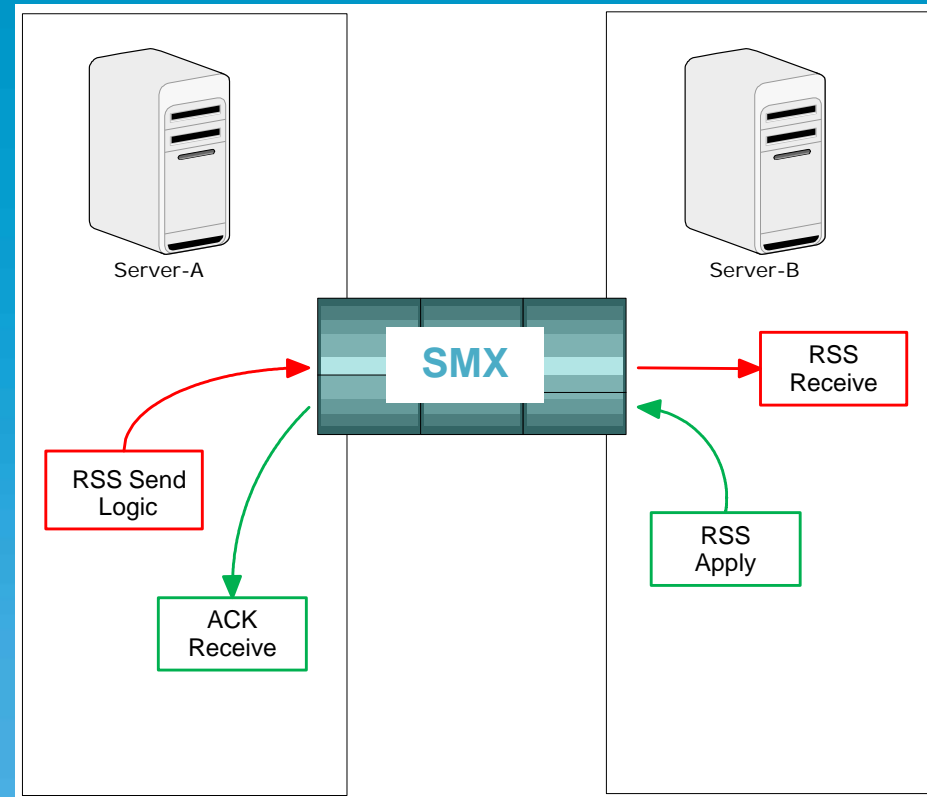 Server-A
Server-B
SMX
RSS
Receive
RSS Send
Logic
RSS
Apply
ACK
Receive